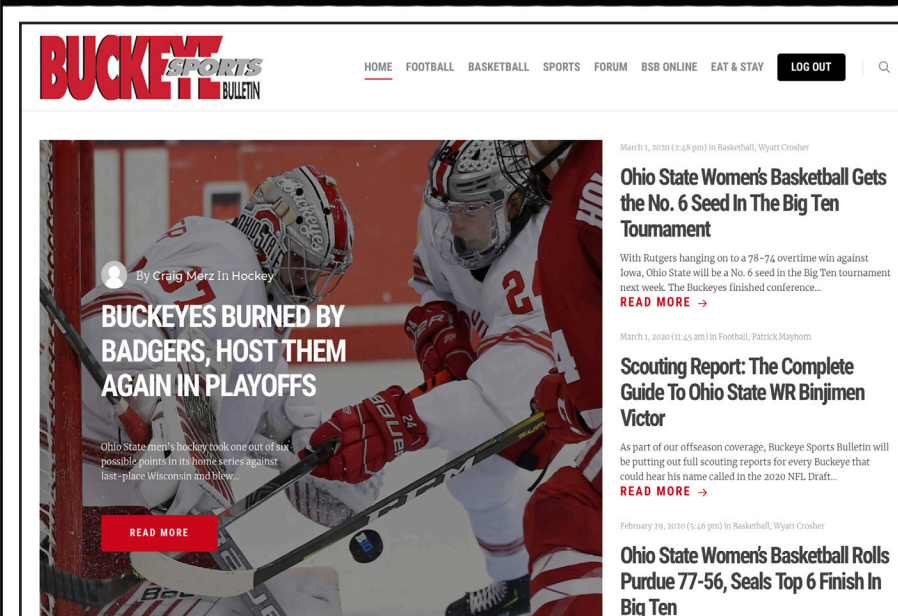 BUCKEYE
SPORTS
BULLETIN
HOME FOOTBALL BASKETBALL SPORTS FORUM BSB ONLINE EAT & STAY LOG OUT
By Craig Merz In Hockey
BUCKEYES BURNED BY
BADGERS, HOST THEM
AGAIN IN PLAYOFFS
Ohio State men's hockey took one out of six
possible points in its home series against
last-place Wisconsin and blew...
READ MORE
OHIO STATE
Buckeyes
24
BAUER
March 1, 2020 (2:48 pm) in Basketball, Wyatt Crosher
Ohio State Women's Basketball Gets
the No. 6 Seed In The Big Ten
Tournament
With Rutgers hanging on to a 78-74 overtime win against
Iowa, Ohio State will be a No. 6 seed in the Big Ten tournament
next week. The Buckeyes finished conference...
READ MORE →
March 1, 2020 (11:45 am) in Football, Patrick Mayhorn
Scouting Report: The Complete
Guide To Ohio State WR Binjimen
Victor
As part of our offseason coverage, Buckeye Sports Bulletin will
be putting out full scouting reports for every Buckeye that
could hear his name called in the 2020 NFL Draft...
READ MORE →
February 29, 2020 (5:46 pm) in Basketball, Wyatt Crosher
Ohio State Women's Basketball Rolls
Purdue 77-56, Seals Top 6 Finish In
Big Ten